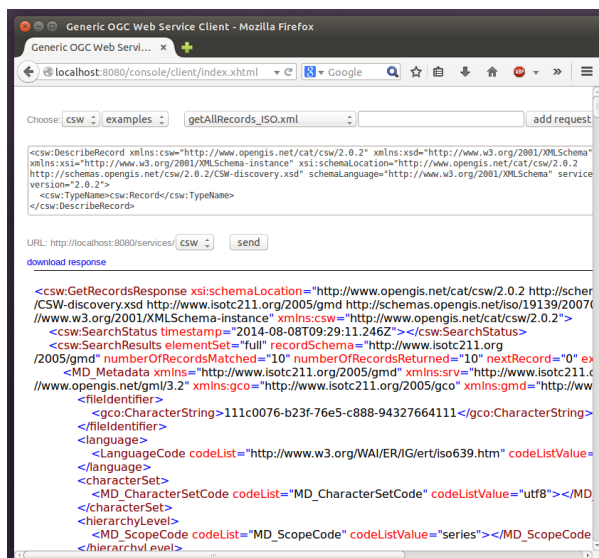 Generic OGC Web Service Client - Mozilla Firefox
Generic OGC Web Servi...
localhost:8080/console/client/index.xhtml Google
Choose: csw examples getAllRecords_ISO.xml add request
<csw:DescribeRecord xmlns:csw="http://www.opengis.net/cat/csw/2.0.2" xmlns:xsd="http://www.w3.org/2001/XMLSchema"
xmlns:xsi="http://www.w3.org/2001/XMLSchema-instance" xsi:schemaLocation="http://www.opengis.net/cat/csw/2.0.2
http://schemas.opengis.net/csw/2.0.2/CSW-discovery.xsd" schemaLanguage="http://www.w3.org/2001/XMLSchema" service
version="2.0.2">
<csw:TypeName>csw:Record</csw:TypeName>
</csw:DescribeRecord>
URL: http://localhost:8080/services/ csw send
download response
<csw:GetRecordsResponse xsi:schemaLocation="http://www.opengis.net/cat/csw/2.0.2 http://scher
/CSW-discovery.xsd http://www.isotc211.org/2005/gmd http://schemas.opengis.net/iso/19139/20070
//www.w3.org/2001/XMLSchema-instance" xmlns:csw="http://www.opengis.net/cat/csw/2.0.2">
<csw:SearchStatus timestamp="2014-08-08T09:29:11.246Z"></csw:SearchStatus>
<csw:SearchResults elementSet="full" recordSchema="http://www.isotc211.org
/2005/gmd" numberOfRecordsMatched="10" numberOfRecordsReturned="10" nextRecord="0" ex
<MD_Metadata xmlns="http://www.isotc211.org/2005/gmd" xmlns:srv="http://www.isotc211.o
//www.opengis.net/gml/3.2" xmlns:gco="http://www.isotc211.org/2005/gco" xmlns:gmd="http://ww
<fileIdentifier>
<gco:CharacterString>111c0076-b23f-76e5-c888-94327664111</gco:CharacterString>
</fileIdentifier>
<language>
<LanguageCode codeList="http://www.w3.org/WAI/ER/IG/ert/iso639.htm" codeListValue=
</language>
<characterSet>
<MD_CharacterSetCode codeList="MD_CharacterSetCode" codeListValue="utf8"></MD_
</characterSet>
<hierarchyLevel>
<MD_ScopeCode codeList="MD_ScopeCode" codeListValue="series"></MD_ScopeCode
</hierarchyLevel>